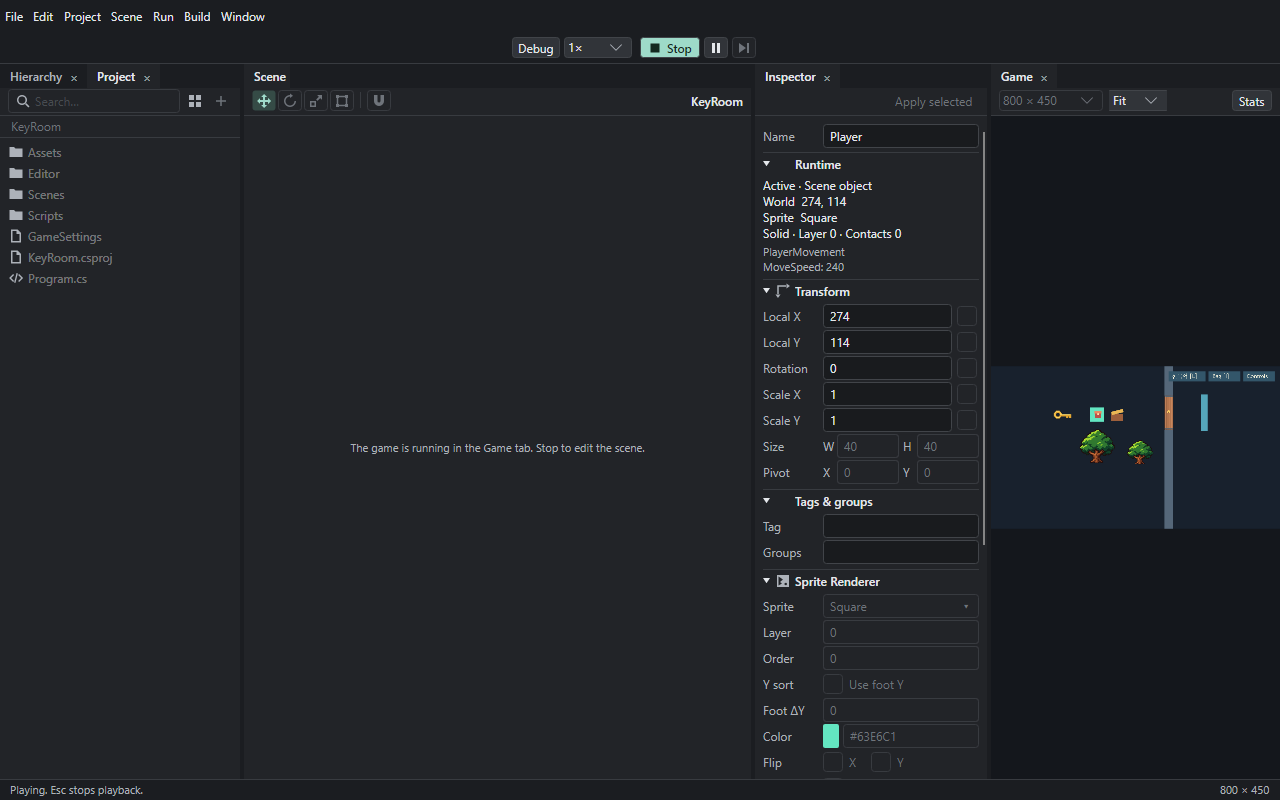 File Edit Project Scene Run Build Window
Debug 1× Stop
Hierarchy × Project ×
Search...
KeyRoom
Assets
Editor
Scenes
Scripts
GameSettings
KeyRoom.csproj
Program.cs
Scene
KeyRoom
The game is running in the Game tab. Stop to edit the scene.
Inspector ×
Apply selected
Name Player
Runtime
Active · Scene object
World 274, 114
Sprite Square
Solid · Layer 0 · Contacts 0
PlayerMovement
MoveSpeed: 240
Transform
Local X 274
Local Y 114
Rotation 0
Scale X 1
Scale Y 1
Size W 40 H 40
Pivot X 0 Y 0
Tags & groups
Tag
Groups
Sprite Renderer
Sprite Square
Layer 0
Order 0
Y sort Use foot Y
Foot ΔY 0
Color #63E6C1
Flip X Y
Game ×
800 × 450 Fit Stats
Controls
Playing. Esc stops playback.
800 × 450